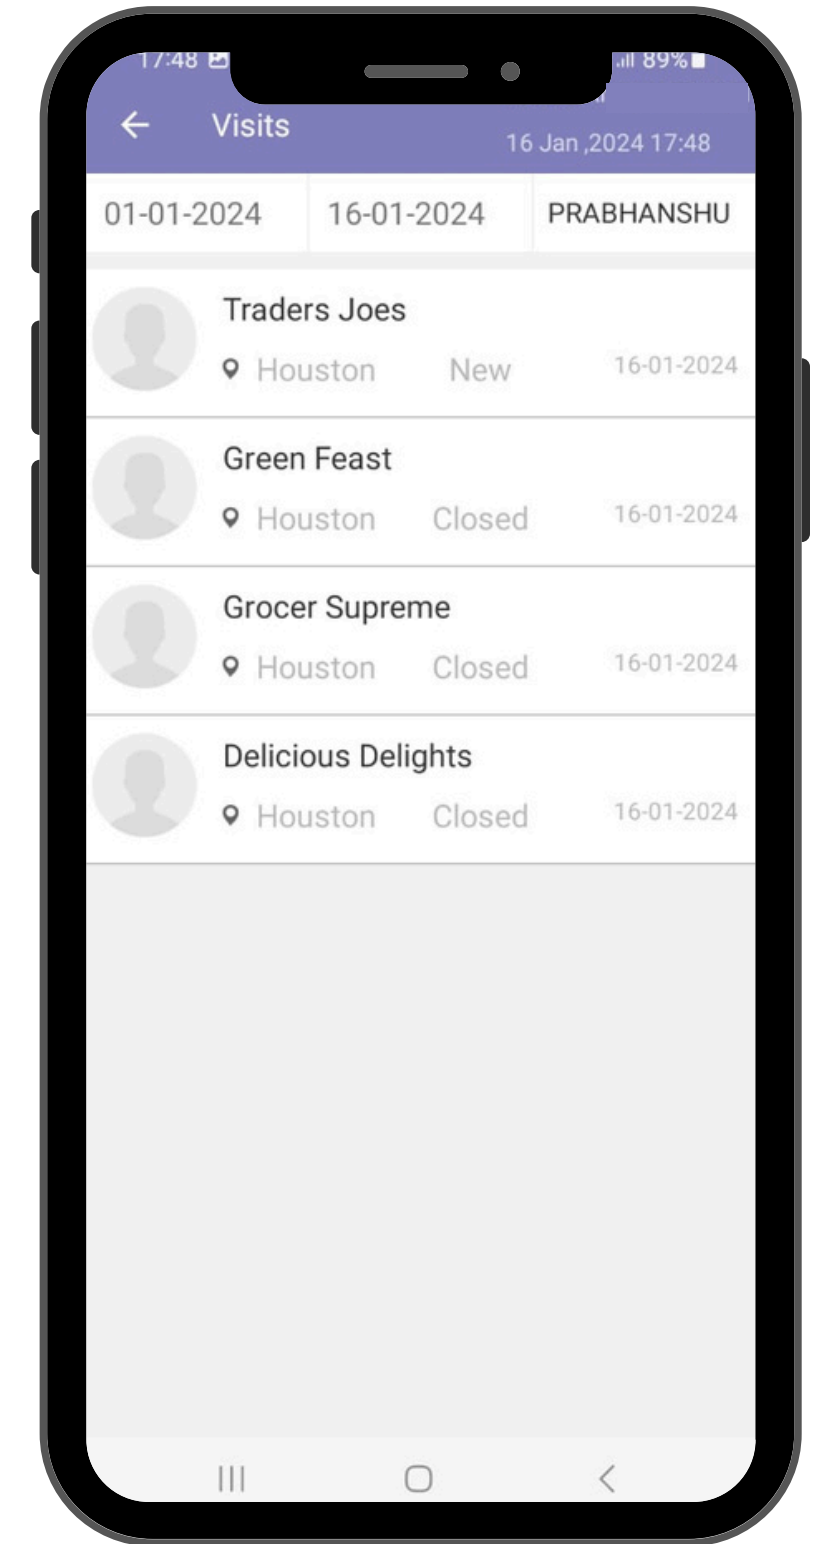 17:48 89%
Visits
16 Jan ,2024 17:48
01-01-2024 16-01-2024 PRABHANSHU
Traders Joes
Houston New 16-01-2024
Green Feast
Houston Closed 16-01-2024
Grocer Supreme
Houston Closed 16-01-2024
Delicious Delights
Houston Closed 16-01-2024